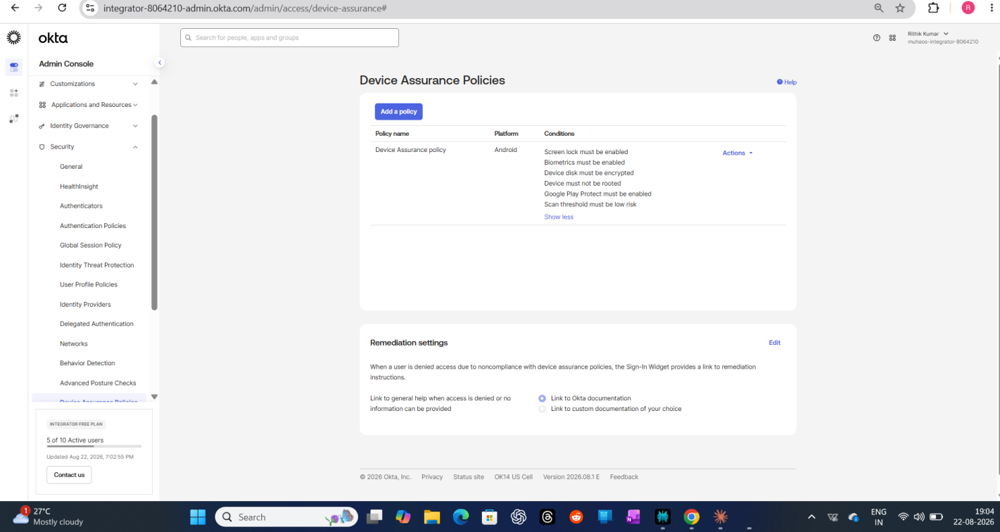 integrator-8064210-admin.okta.com/admin/access/device-assurance#
R
okta
Search for people, apps and groups
Rithik Kumar
muhaos-integrator-8064210
Admin Console
Customizations
Applications and Resources
Identity Governance
Security
General
HealthInsight
Authenticators
Authentication Policies
Global Session Policy
Identity Threat Protection
User Profile Policies
Identity Providers
Delegated Authentication
Networks
Behavior Detection
Advanced Posture Checks
Device Assurance Policies
INTEGRATOR FREE PLAN
5 of 10 Active users
Updated Aug 22, 2026, 7:02:55 PM
Contact us
Device Assurance Policies
Help
Add a policy
Policy name Platform Conditions
Device Assurance policy Android Screen lock must be enabled Actions
Biometrics must be enabled
Device disk must be encrypted
Device must not be rooted
Google Play Protect must be enabled
Scan threshold must be low risk
Show less
Remediation settings Edit
When a user is denied access due to noncompliance with device assurance policies, the Sign-In Widget provides a link to remediation
instructions.
Link to general help when access is denied or no Link to Okta documentation
information can be provided Link to custom documentation of your choice
© 2026 Okta, Inc. Privacy Status site OK14 US Cell Version 2026.08.1 E Feedback
1
27°C
Mostly cloudy
Search
N
ENG
IN
19:04
22-08-2026